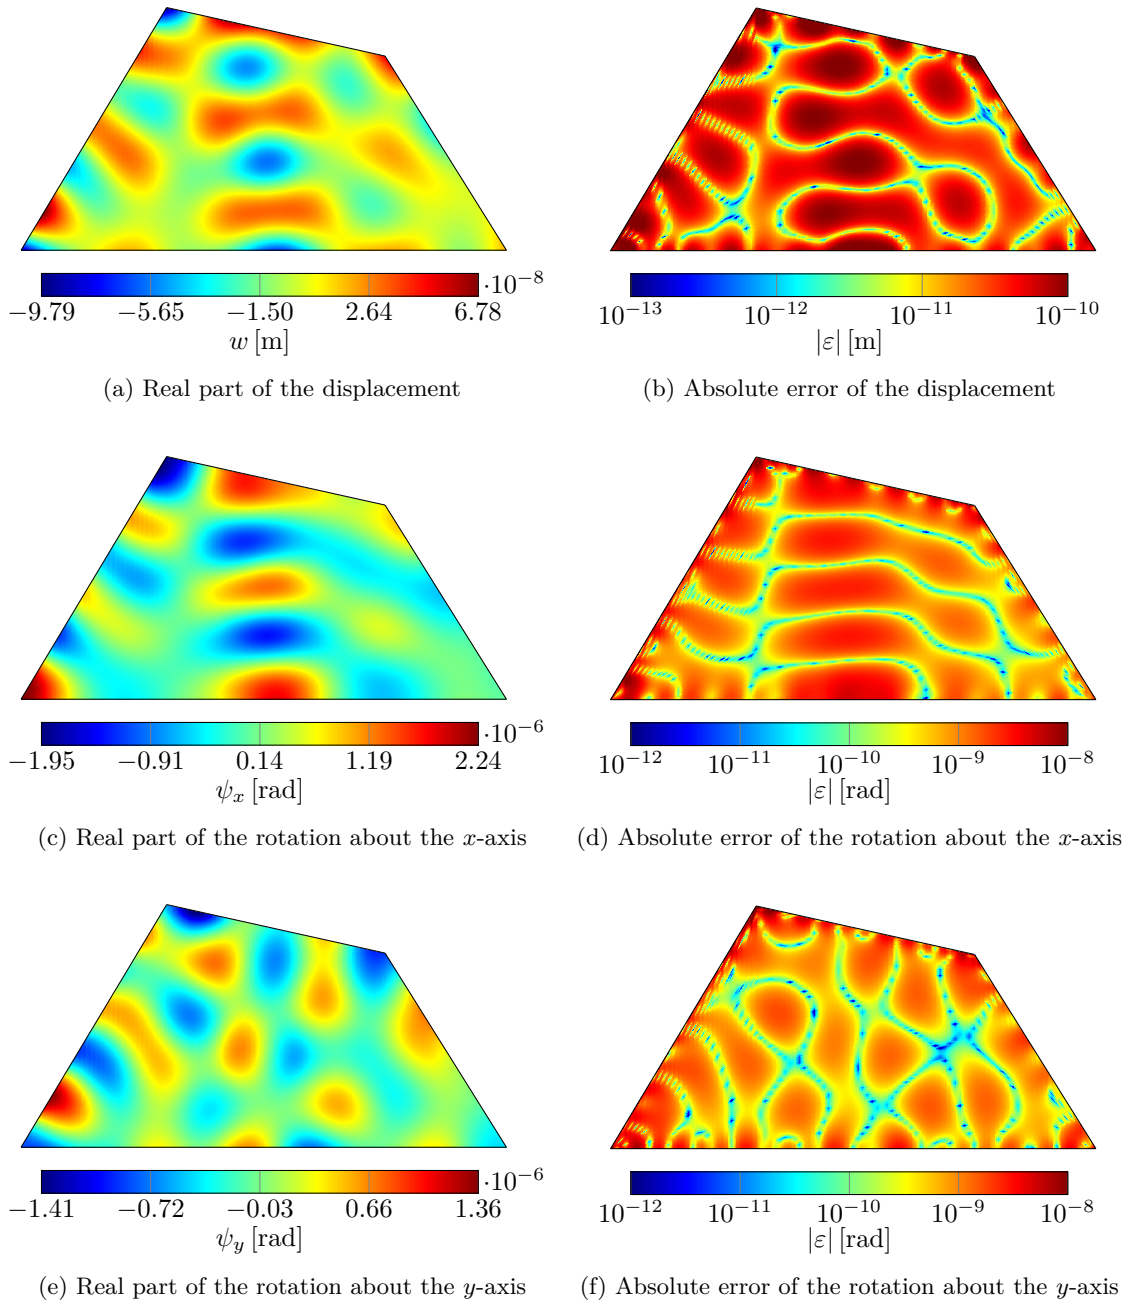 −9.79 −5.65 −1.50 2.64 6.78 ·10⁻⁸
w [m]
10⁻¹³ 10⁻¹² 10⁻¹¹ 10⁻¹⁰
|ε| [m]
(a) Real part of the displacement
(b) Absolute error of the displacement
−1.95 −0.91 0.14 1.19 2.24 ·10⁻⁶
ψₓ [rad]
10⁻¹² 10⁻¹¹ 10⁻¹⁰ 10⁻⁹ 10⁻⁸
|ε| [rad]
(c) Real part of the rotation about the x-axis
(d) Absolute error of the rotation about the x-axis
−1.41 −0.72 −0.03 0.66 1.36 ·10⁻⁶
ψ_y [rad]
10⁻¹² 10⁻¹¹ 10⁻¹⁰ 10⁻⁹ 10⁻⁸
|ε| [rad]
(e) Real part of the rotation about the y-axis
(f) Absolute error of the rotation about the y-axis